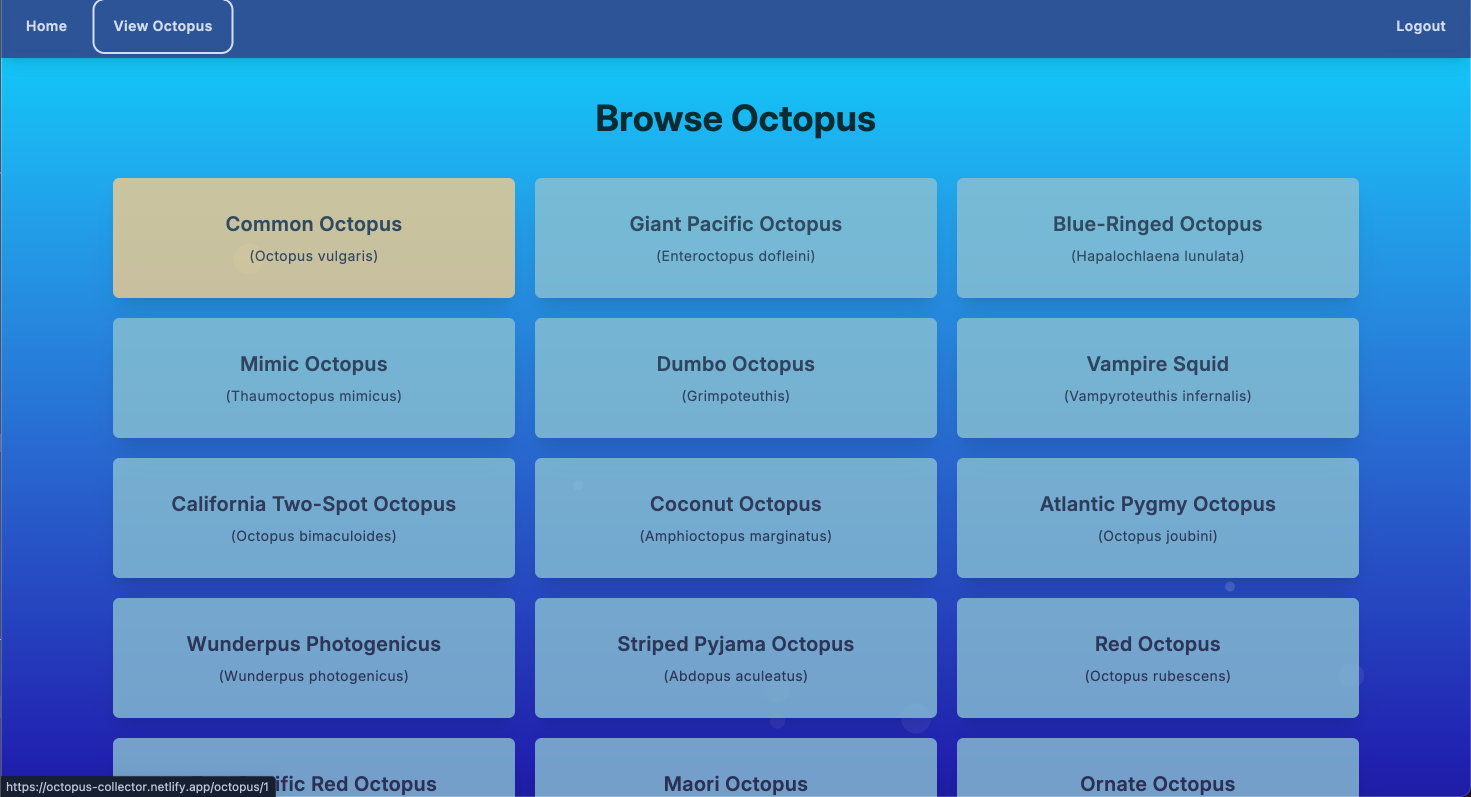 Home
View Octopus
Logout
Browse Octopus
Common Octopus
(Octopus vulgaris)
Giant Pacific Octopus
(Enteroctopus dofleini)
Blue-Ringed Octopus
(Hapalochlaena lunulata)
Mimic Octopus
(Thaumoctopus mimicus)
Dumbo Octopus
(Grimpoteuthis)
Vampire Squid
(Vampyroteuthis infernalis)
California Two-Spot Octopus
(Octopus bimaculoides)
Coconut Octopus
(Amphioctopus marginatus)
Atlantic Pygmy Octopus
(Octopus joubini)
Wunderpus Photogenicus
(Wunderpus photogenicus)
Striped Pyjama Octopus
(Abdopus aculeatus)
Red Octopus
(Octopus rubescens)
Red Octopus
Maori Octopus
Ornate Octopus
https://octopus-collector.netlify.app/octopus/1